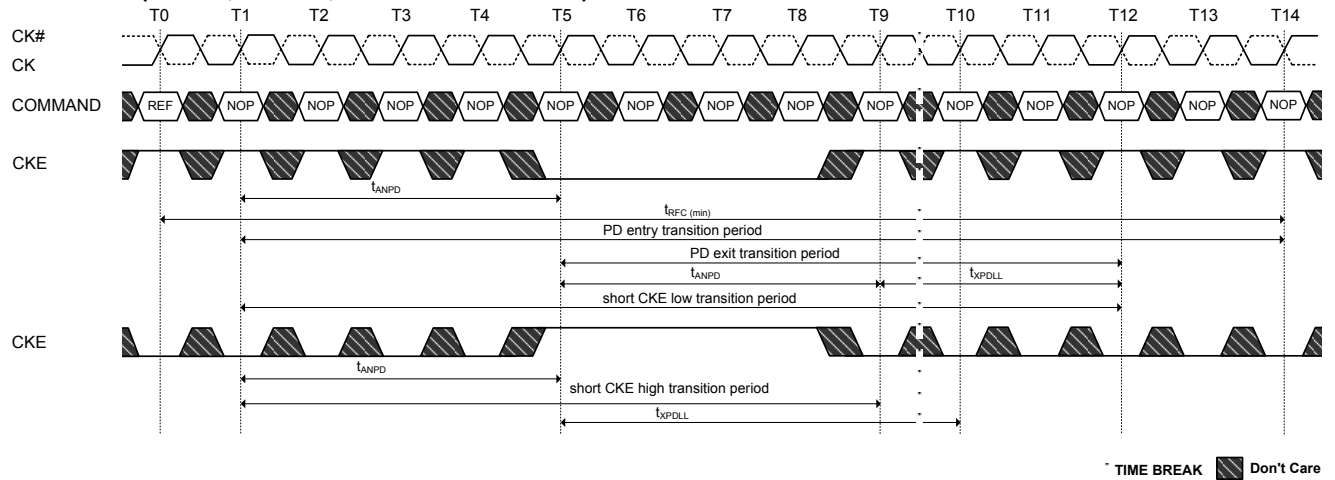 T0 T1 T2 T3 T4 T5 T6 T7 T8 T9 T10 T11 T12 T13 T14
CK#
CK
COMMAND REF NOP NOP NOP NOP NOP NOP NOP NOP NOP NOP NOP NOP NOP NOP
CKE
tANPD
tRFC (min)
PD entry transition period
PD exit transition period
tANPD tXPDLL
short CKE low transition period
CKE
tANPD
short CKE high transition period
tXPDLL
TIME BREAK Don't Care